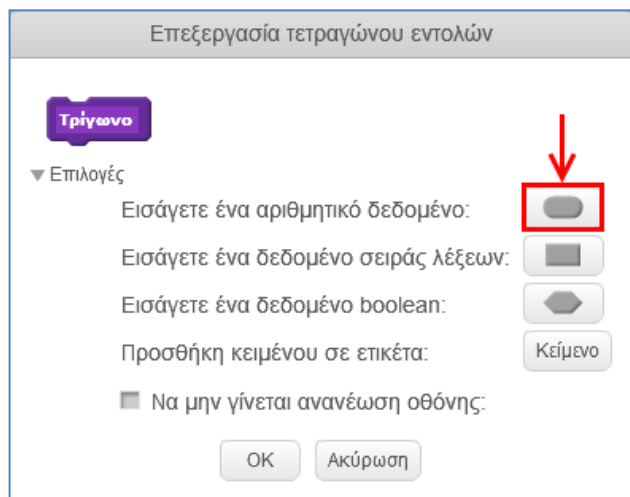 Επεξεργασία τετραγώνου εντολών
Τρίγωνο
Επιλογές
Εισάγετε ένα αριθμητικό δεδομένο:
Εισάγετε ένα δεδομένο σειράς λέξεων:
Εισάγετε ένα δεδομένο boolean:
Προσθήκη κειμένου σε ετικέτα: Κείμενο
Να μην γίνεται ανανέωση οθόνης:
OK Ακύρωση